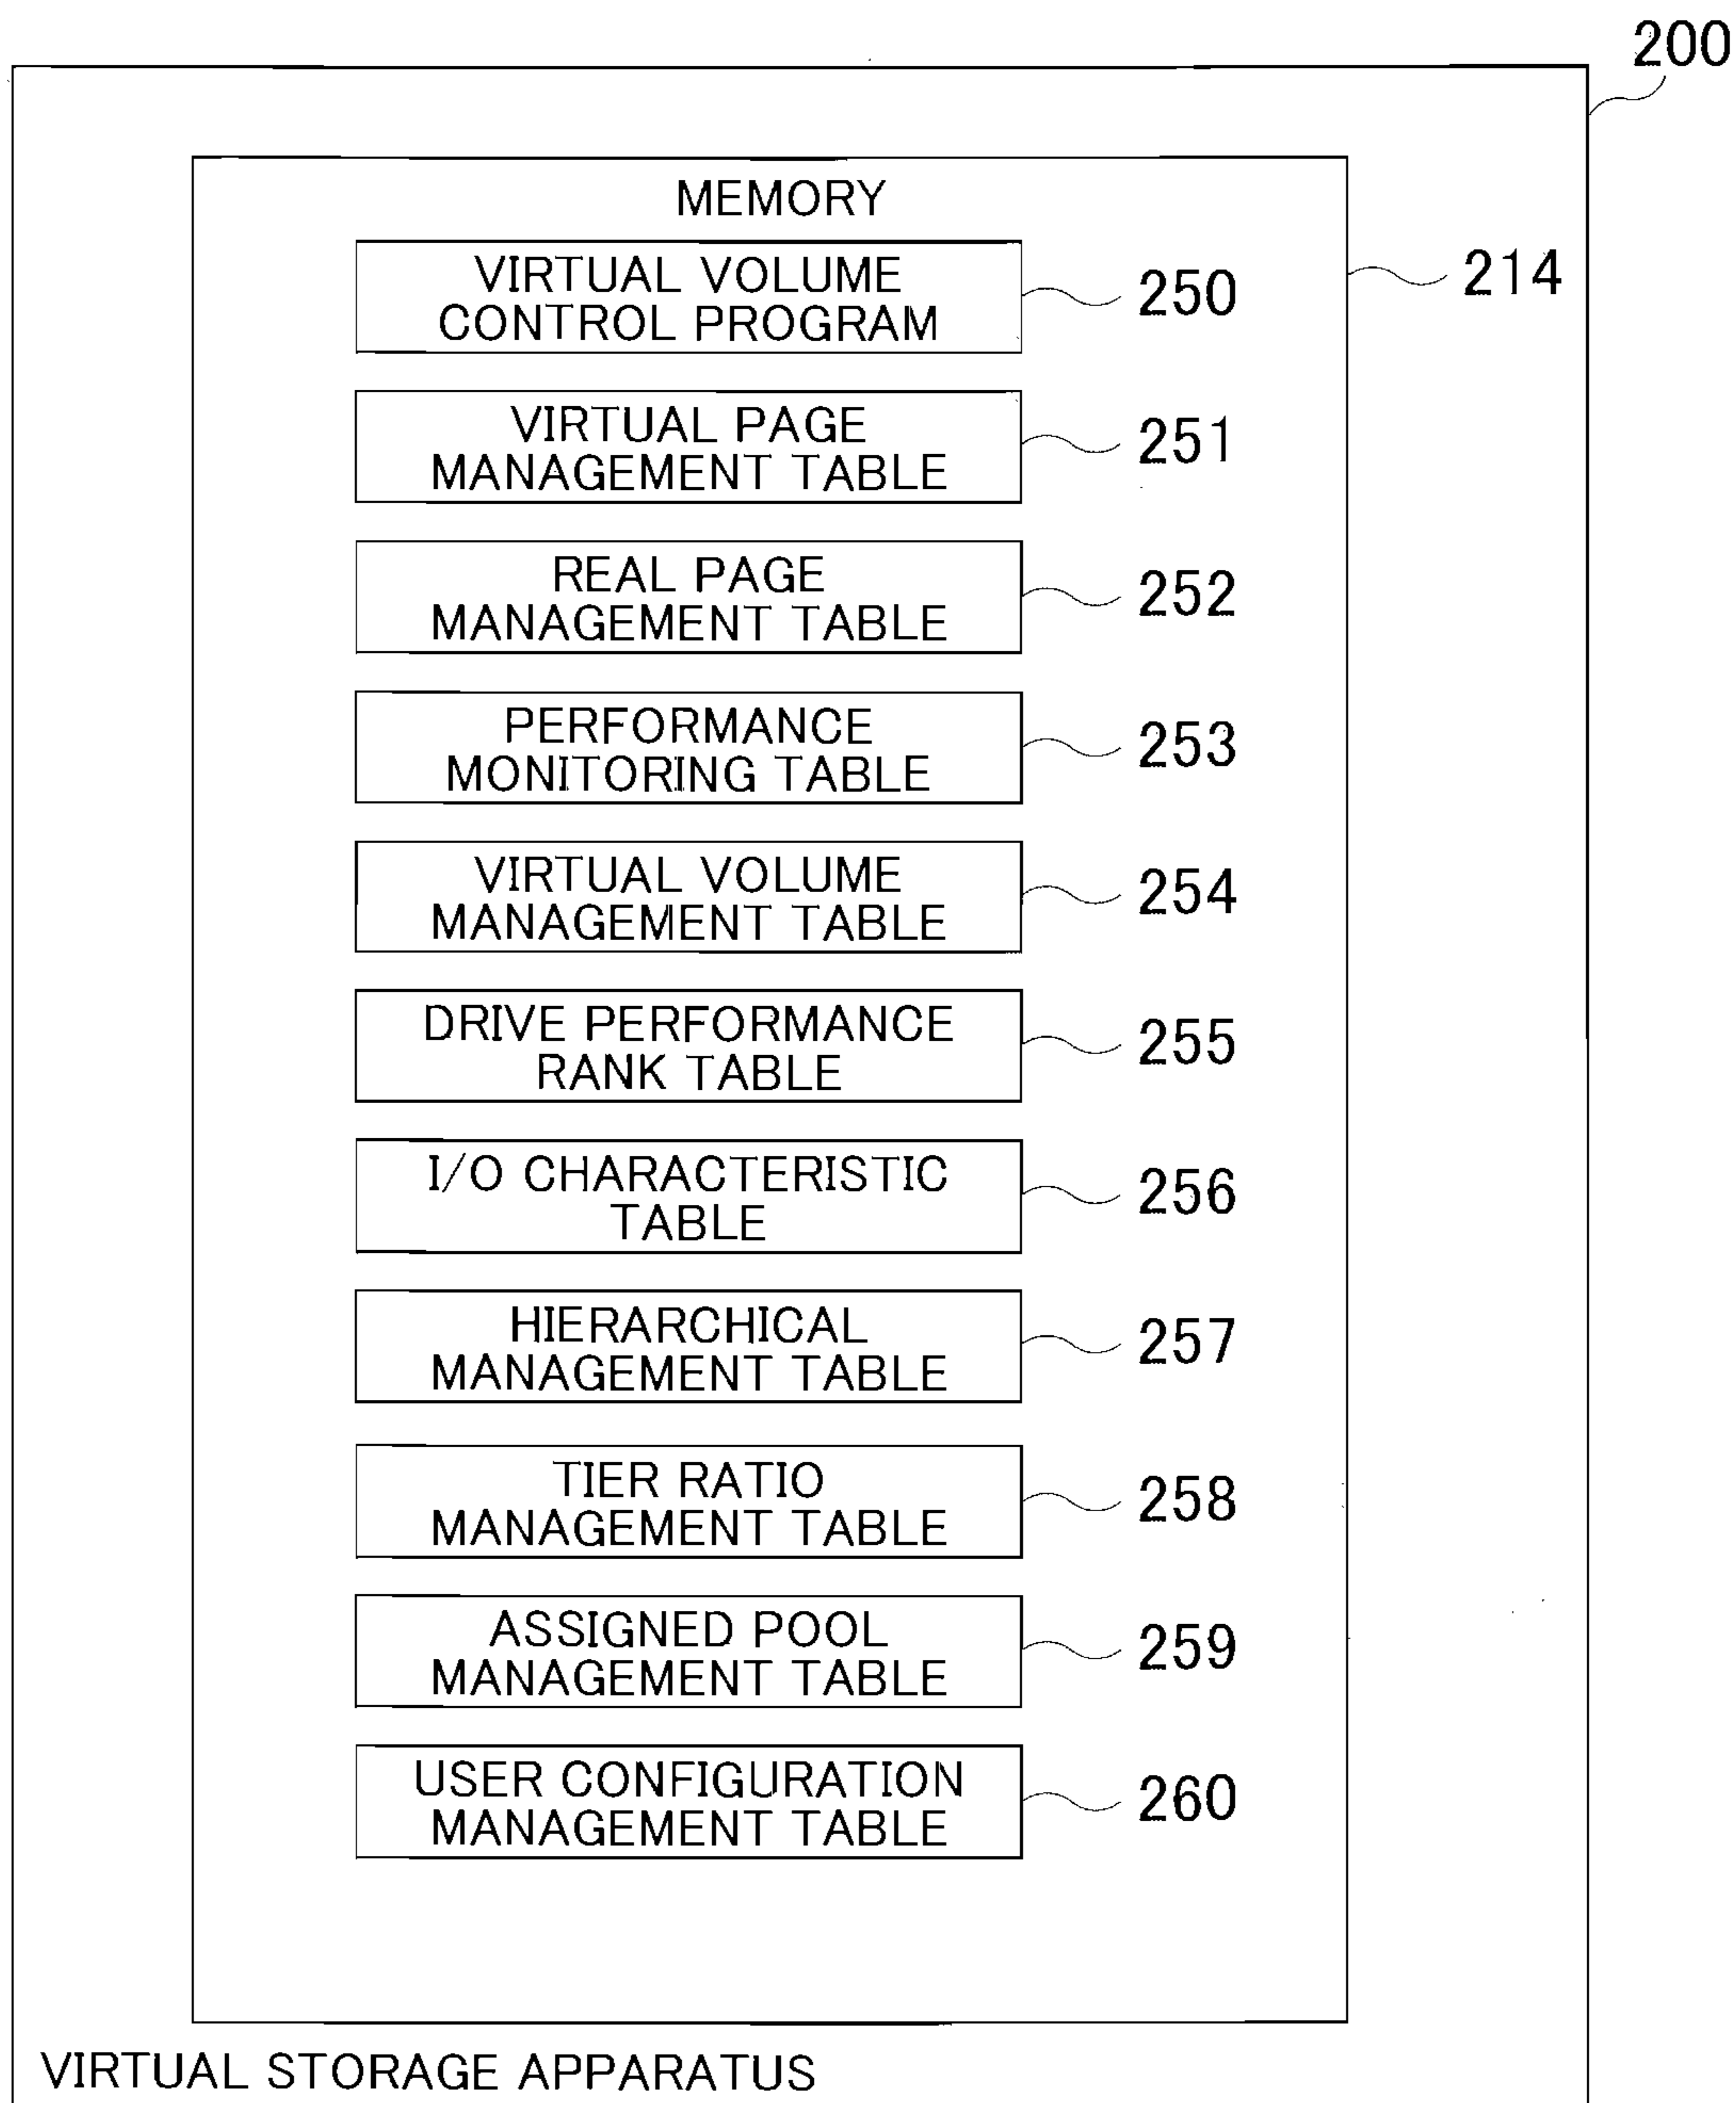 200
MEMORY
214
VIRTUAL VOLUME
CONTROL PROGRAM
250
VIRTUAL PAGE
MANAGEMENT TABLE
251
REAL PAGE
MANAGEMENT TABLE
252
PERFORMANCE
MONITORING TABLE
253
VIRTUAL VOLUME
MANAGEMENT TABLE
254
DRIVE PERFORMANCE
RANK TABLE
255
I/O CHARACTERISTIC
TABLE
256
HIERARCHICAL
MANAGEMENT TABLE
257
TIER RATIO
MANAGEMENT TABLE
258
ASSIGNED POOL
MANAGEMENT TABLE
259
USER CONFIGURATION
MANAGEMENT TABLE
260
VIRTUAL STORAGE APPARATUS